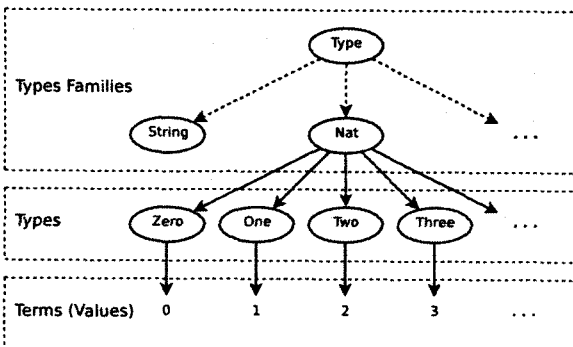 Type
Types Families
String
Nat
...
Types
Zero
One
Two
Three
...
Terms (Values)
0
1
2
3
...